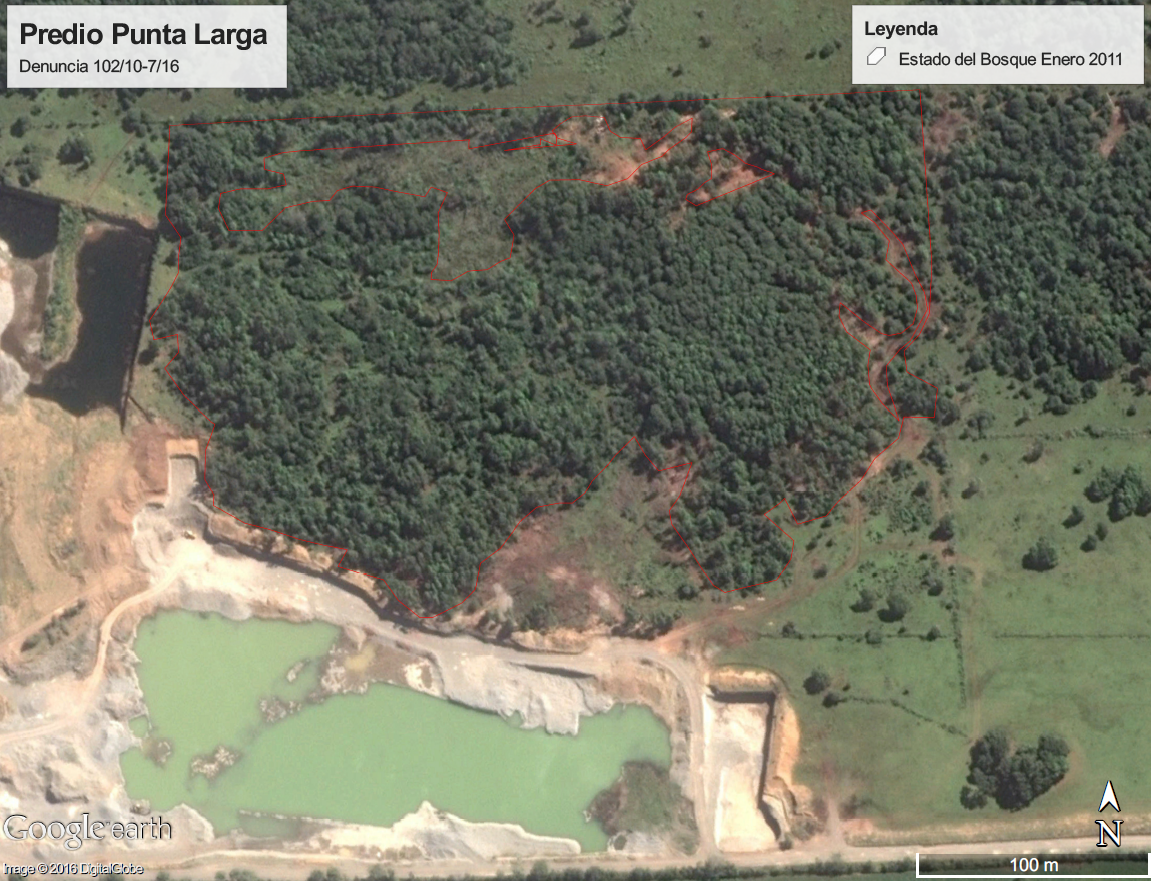 Predio Punta Larga
Denuncia 102/10-7/16
Leyenda
Estado del Bosque Enero 2011
N
Google earth
Image © 2016 DigitalGlobe
100 m